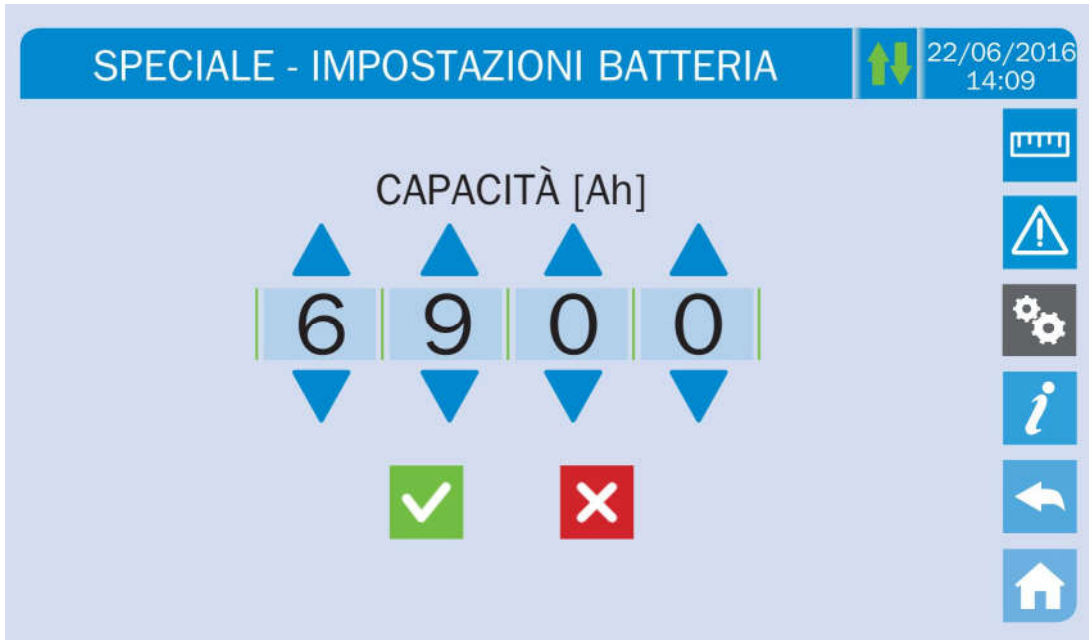 SPECIALE - IMPOSTAZIONI BATTERIA
22/06/2016
14:09
CAPACITÀ [Ah]
6 9 0 0
i